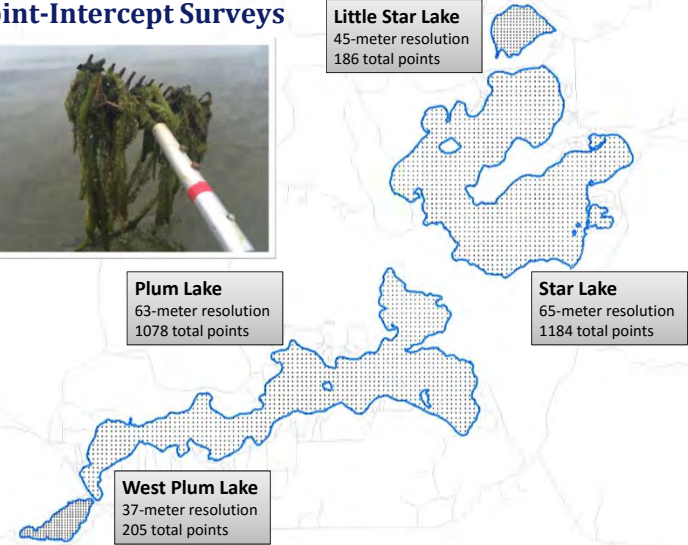 oint-Intercept Surveys
Little Star Lake
45-meter resolution
186 total points
Plum Lake
63-meter resolution
1078 total points
Star Lake
65-meter resolution
1184 total points
West Plum Lake
37-meter resolution
205 total points